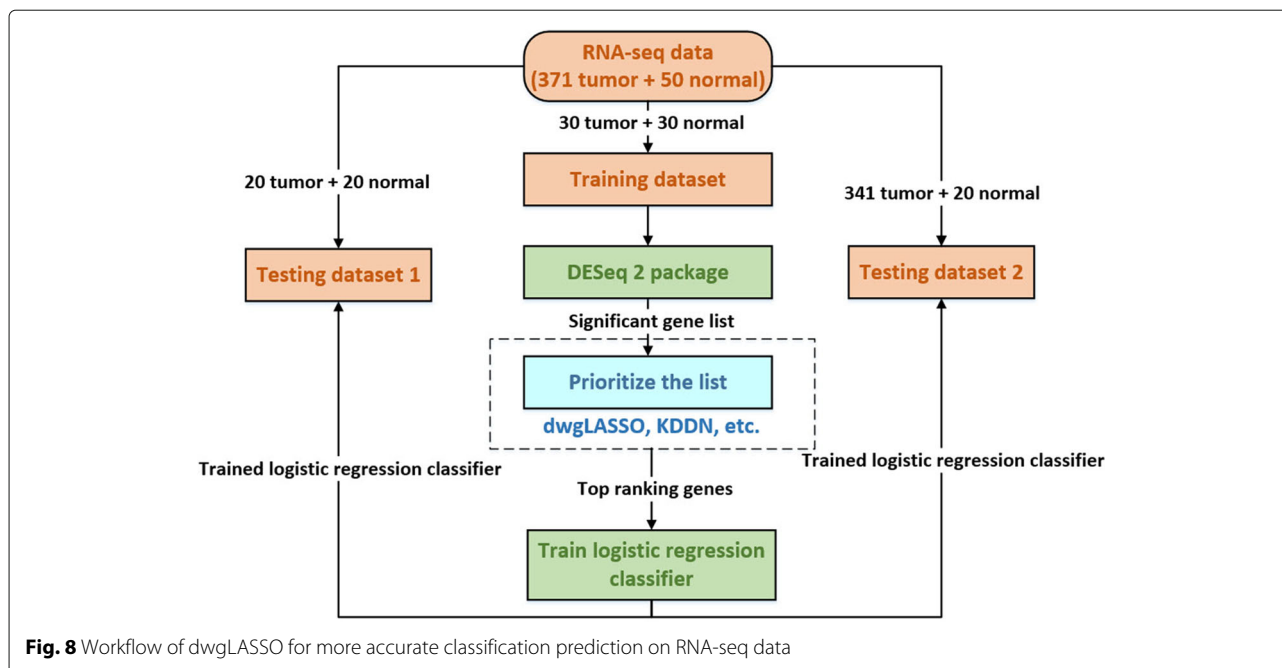 RNA-seq data
(371 tumor + 50 normal)
30 tumor + 30 normal
Training dataset
20 tumor + 20 normal
341 tumor + 20 normal
Testing dataset 1
DESeq 2 package
Testing dataset 2
Significant gene list
Prioritize the list
dwgLASSO, KDDN, etc.
Trained logistic regression classifier
Trained logistic regression classifier
Top ranking genes
Train logistic regression
classifier
Fig. 8 Workflow of dwgLASSO for more accurate classification prediction on RNA-seq data